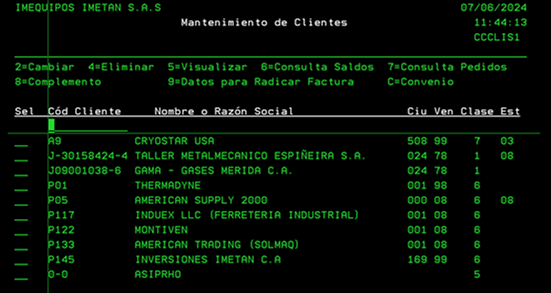 IMEQUIPOS IMETAN S.A.S 07/06/2024
Mantenimiento de Clientes 11:44:13
CCCLIS1
2=Cambiar 4=Eliminar 5=Visualizar 6=Consulta Saldos 7=Consulta Pedidos
8=Complemento 9=Datos para Radicar Factura C=Convenio
Sel Cód Cliente Nombre o Razón Social Ciu Ven Clase Est
A9 CRYOSTAR USA 508 99 7 03
J-30158424-4 TALLER METALMECANICO ESPIÑEIRA S.A. 024 78 1 08
J09001038-6 GAMA - GASES MERIDA C.A. 024 78 1
P01 THERMADYNE 001 98 6
P05 AMERICAN SUPPLY 2000 000 08 6 08
P117 INDUEX LLC (FERRETERIA INDUSTRIAL) 001 08 6
P122 MONTIVEN 001 08 6
P133 AMERICAN TRADING (SOLMAQ) 001 08 6
P145 INVERSIONES IMETAN C.A 169 99 6
0-0 ASIPRHO 5